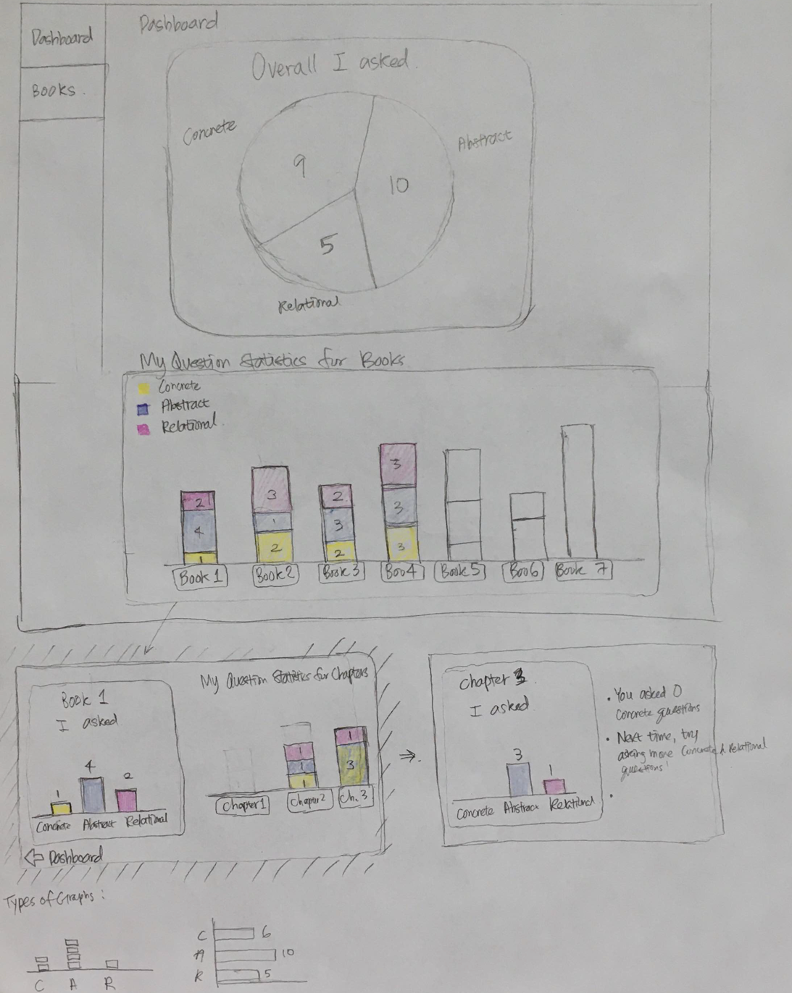 Dashboard
Books.
Dashboard
Overall I asked.
Concrete
9
Abstract
10
5
Relational
My Question Statistics for Books
Concrete
Abstract
Relational.
2
4
1
3
1
2
2
3
2
3
3
3
Book 1
Book 2
Book 3
Boo4
Book 5
Boo6
Book 7
Book 1
I asked
1
4
2
Concrete Abstract Relational
Dashboard
My Question Statistics for Chapters
1
1
1
1
3
Chapter 1
Chapter 2
Ch. 3
Chapter 3.
I asked
3
1
Concrete Abstract Relational
• You asked 0
Concrete questions
• Next time, try
asking more Concrete & Relational
questions!
•
Types of Graphs:
C A R
C 6
A 10
R 5